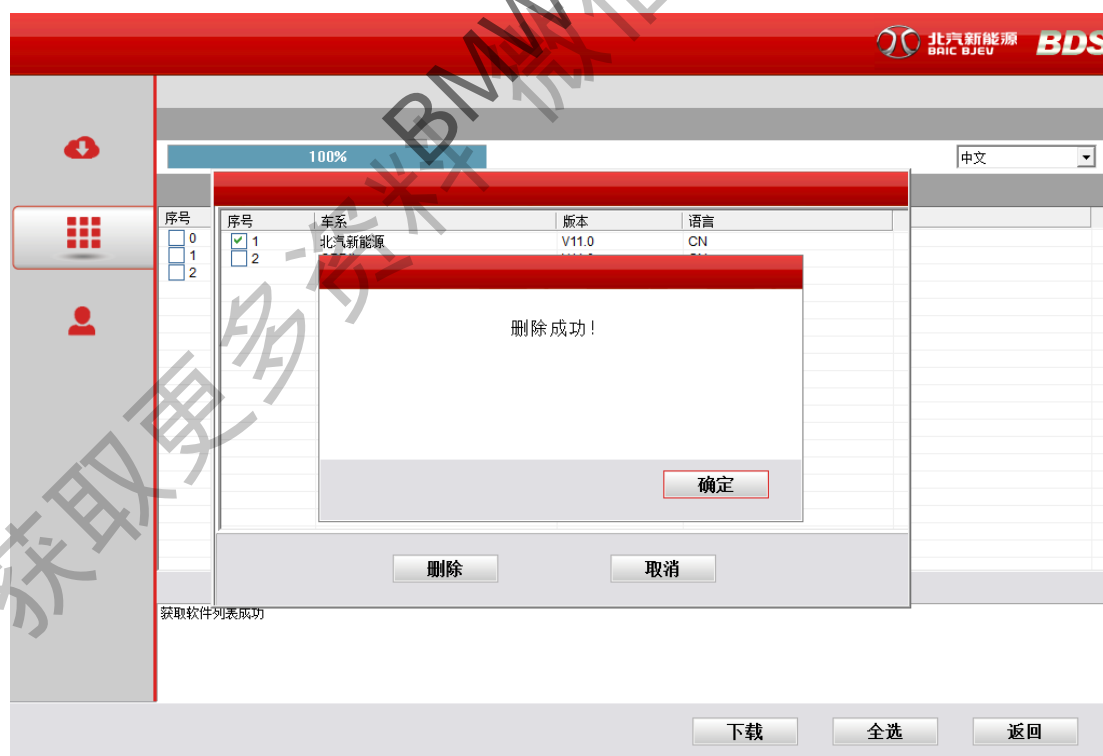 北汽新能源
BAIC BJEV
BDS
100%
中文
序号
0
1
2
序号 车系 版本 语言
1 北汽新能源 V11.0 CN
2
删除成功!
确定
删除 取消
获取软件列表成功
下载 全选 返回
获取更多资料 BMW 微信